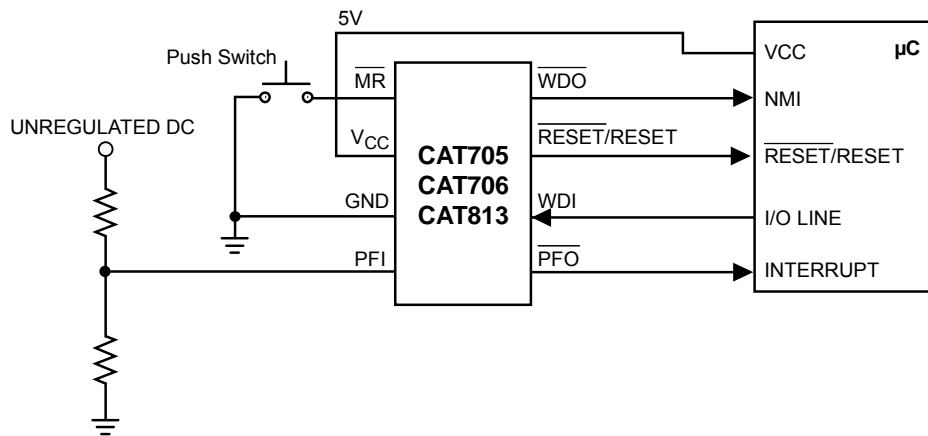 5V
Push Switch
UNREGULATED DC
MR
VCC
GND
PFI
CAT705
CAT706
CAT813
WDO
RESET/RESET
WDI
PFO
µC
VCC
NMI
RESET/RESET
I/O LINE
INTERRUPT